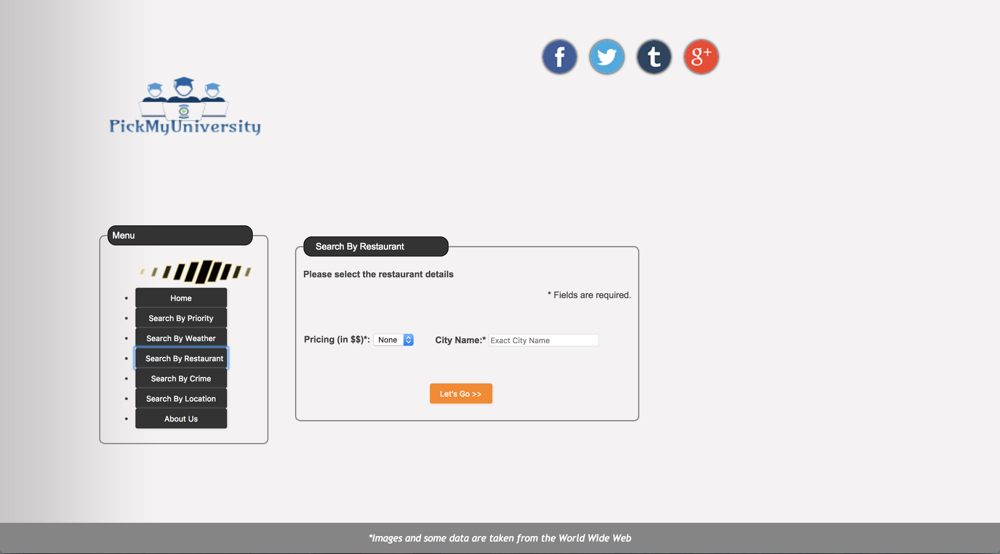 f
t
g+
PickMyUniversity
Menu
Home
Search By Priority
Search By Weather
Search By Restaurant
Search By Crime
Search By Location
About Us
Search By Restaurant
Please select the restaurant details
* Fields are required.
Pricing (in $$)*: None City Name:* Exact City Name
Let's Go >>
*Images and some data are taken from the World Wide Web